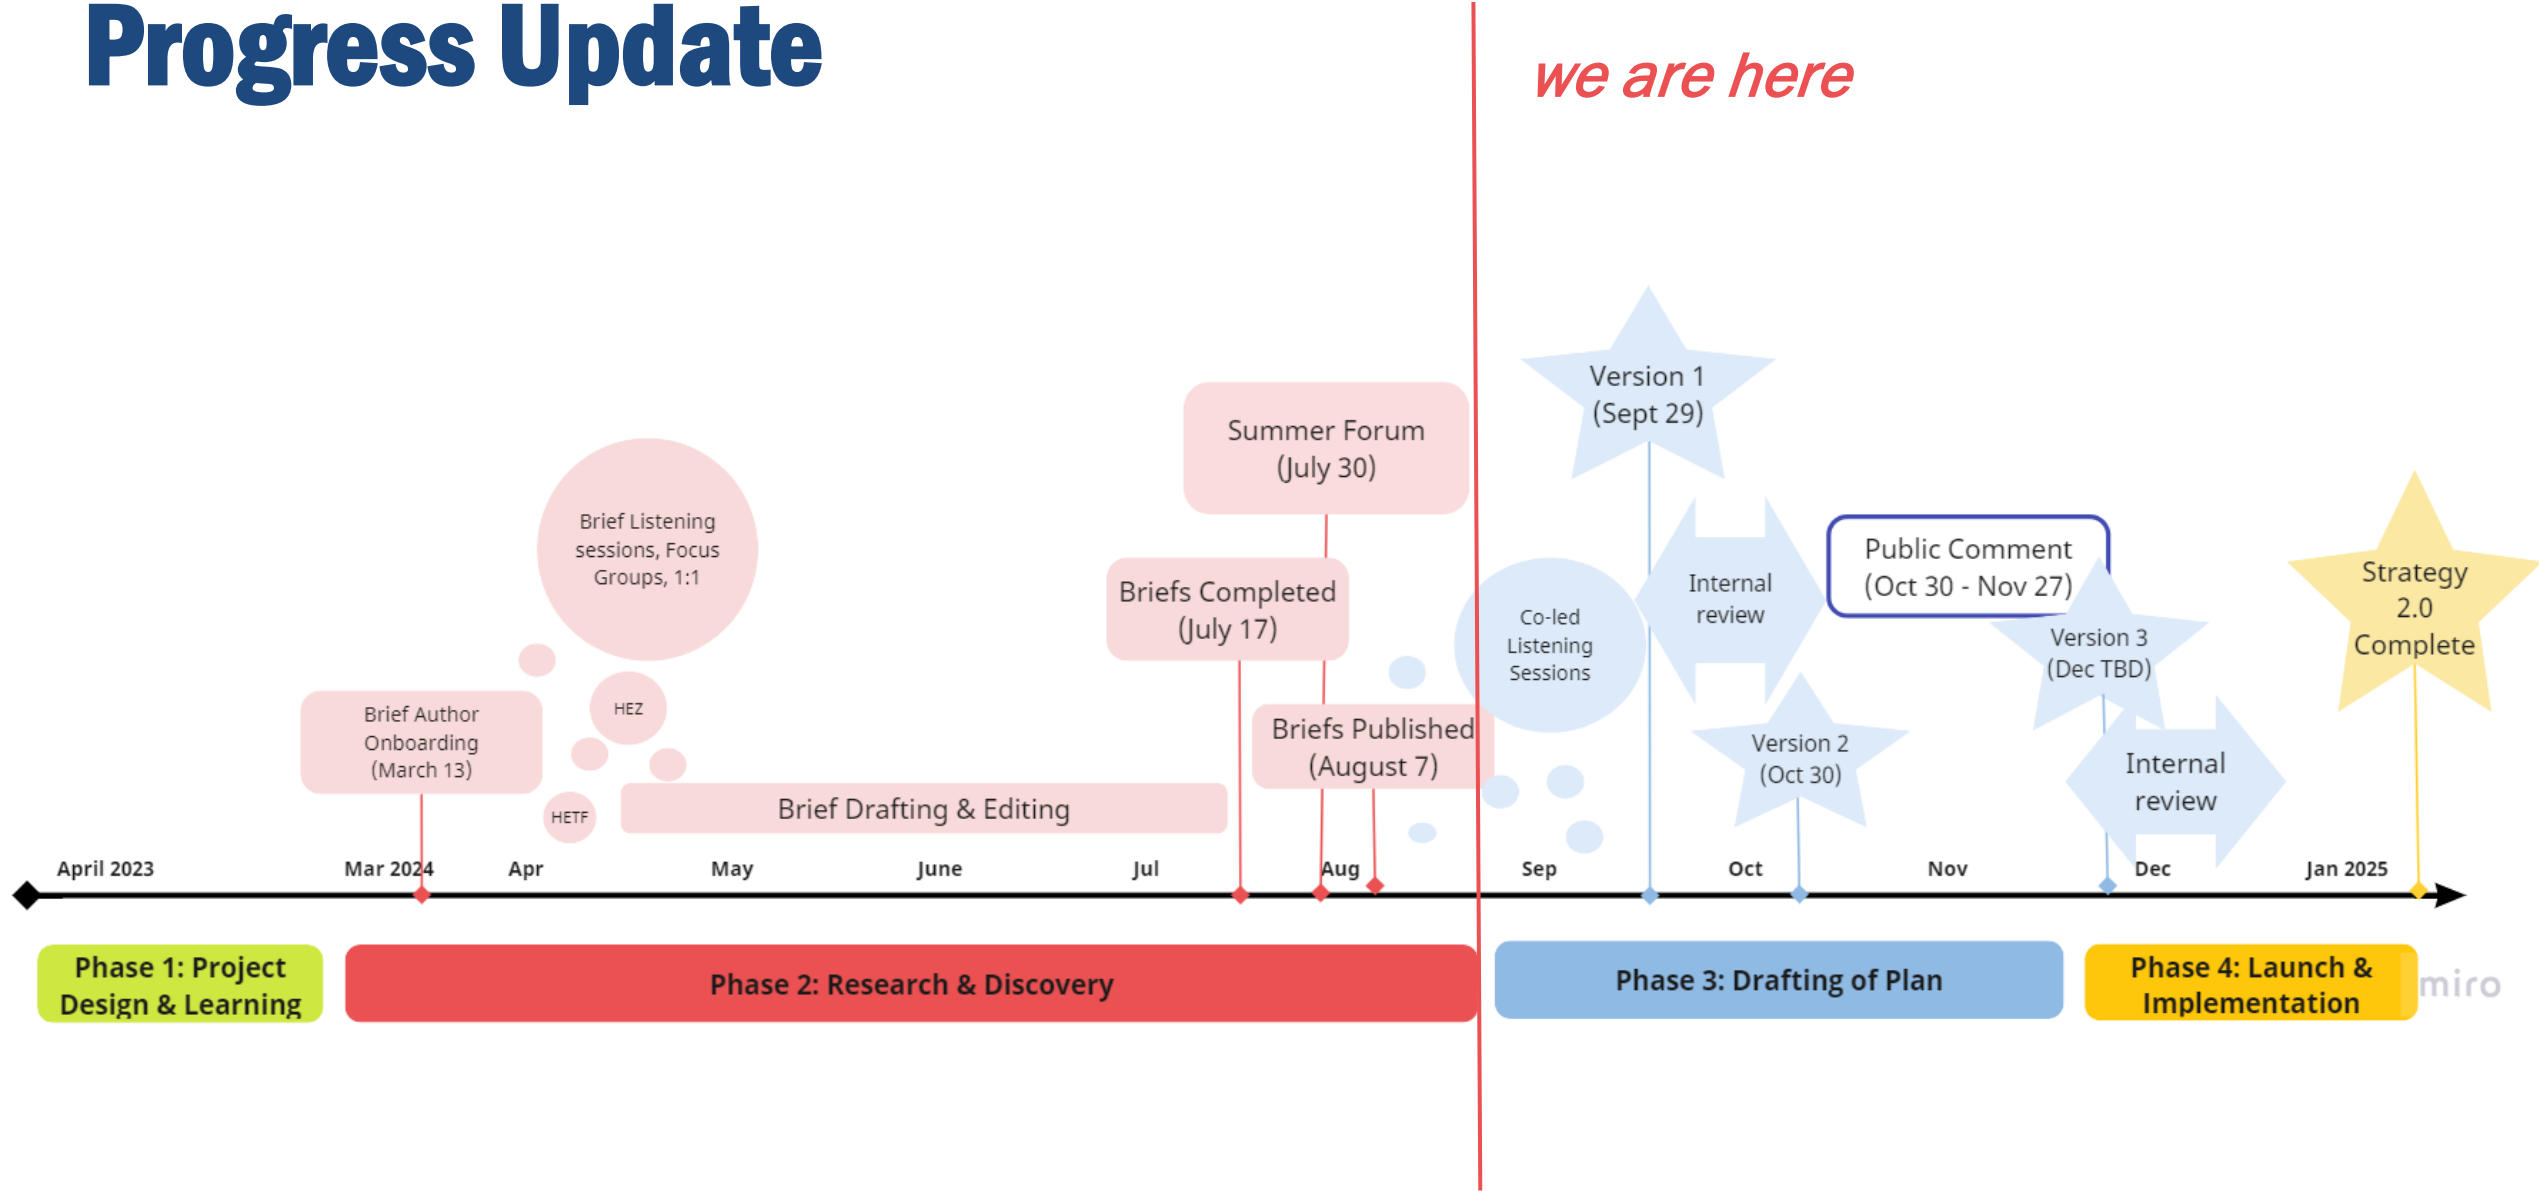 Progress Update
we are here
Version 1
(Sept 29)
Summer Forum
(July 30)
Brief Listening
sessions, Focus
Groups, 1:1
Briefs Completed
(July 17)
Co-led
Listening
Sessions
Internal
review
Public Comment
(Oct 30 - Nov 27)
Strategy
2.0
Complete
Version 3
(Dec TBD)
Brief Author
Onboarding
(March 13)
HEZ
HETF
Brief Drafting & Editing
Briefs Published
(August 7)
Version 2
(Oct 30)
Internal
review
April 2023
Mar 2024
Apr
May
June
Jul
Aug
Sep
Oct
Nov
Dec
Jan 2025
Phase 1: Project
Design & Learning
Phase 2: Research & Discovery
Phase 3: Drafting of Plan
Phase 4: Launch &
Implementation
miro